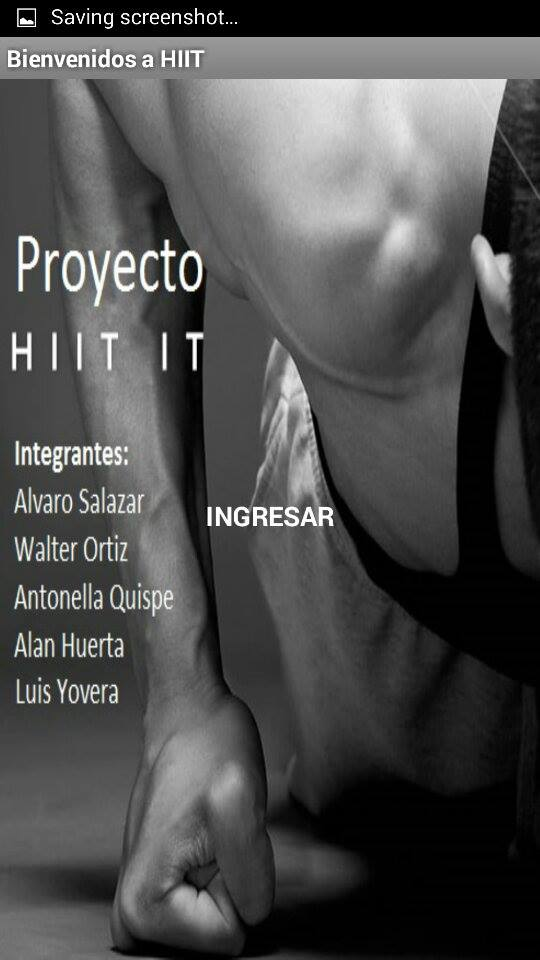 Saving screenshot...
Bienvenidos a HIIT
Proyecto
HIIT IT
Integrantes:
Alvaro Salazar
INGRESAR
Walter Ortiz
Antonella Quispe
Alan Huerta
Luis Yovera